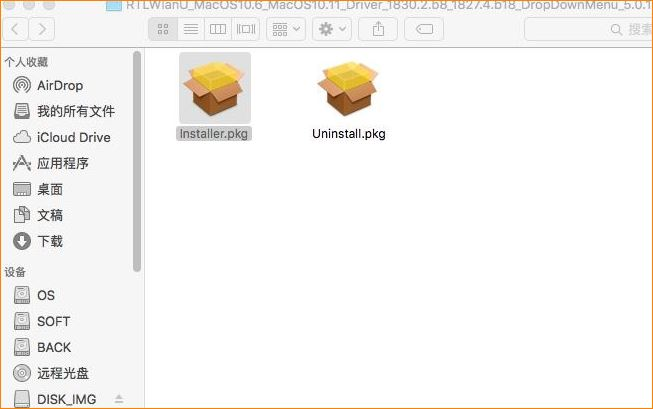 RTLWlanU_MacOS10.6_MacOS10.11_Driver_1830.2.b8_1827.4.b18_DropDownMenu_5.0.1
搜索
个人收藏
AirDrop
我的所有文件
iCloud Drive
应用程序
桌面
文稿
下载
设备
OS
SOFT
BACK
远程光盘
DISK_IMG
Installer.pkg
Uninstall.pkg